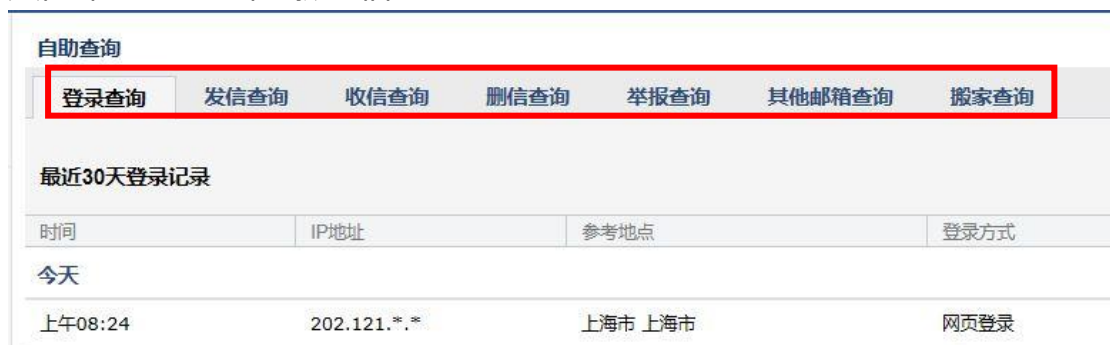 自助查询
登录查询 发信查询 收信查询 删信查询 举报查询 其他邮箱查询 搬家查询
最近30天登录记录
时间 IP地址 参考地点 登录方式
今天
上午08:24 202.121.*.* 上海市 上海市 网页登录